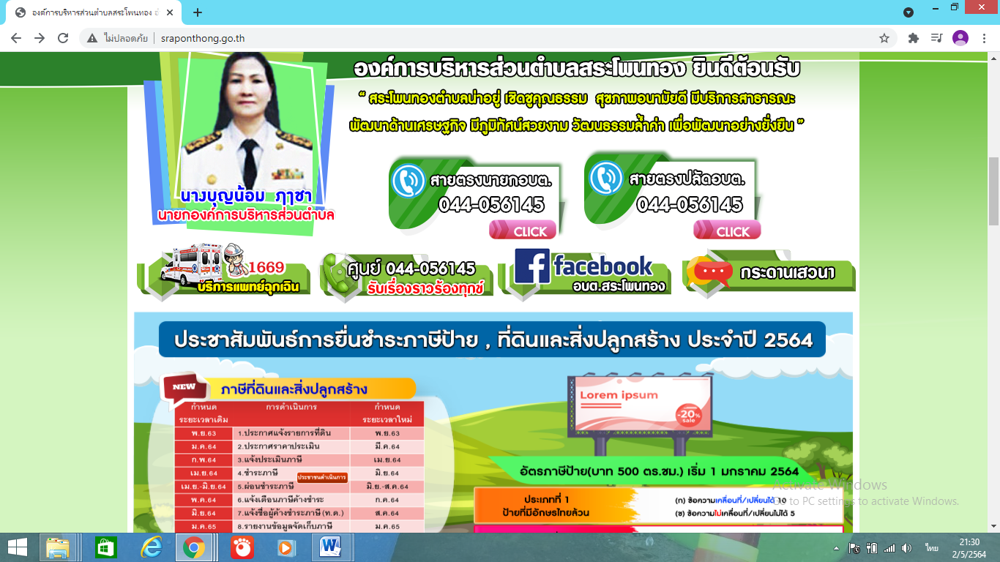 องค์การบริหารส่วนตำบลสระโพนทอง อ
ไม่ปลอดภัย | sraponthong.go.th
องค์การบริหารส่วนตำบลสระโพนทอง ยินดีต้อนรับ
“ สระโพนทองตำบลน่าอยู่ เชิดชูคุณธรรม สุขภาพอนามัยดี มีบริการสาธารณะ
พัฒนาด้านเศรษฐกิจ มีภูมิทัศน์สวยงาม วัฒนธรรมล้ำค่า เพื่อพัฒนาอย่างยั่งยืน ”
นางบุญน้อม ภูชา
นายกองค์การบริหารส่วนตำบล
สายตรงนายกอบต.
044-056145
CLICK
สายตรงปลัดอบต.
044-056145
CLICK
1669
บริการแพทย์ฉุกเฉิน
ศูนย์ 044-056145
รับเรื่องราวร้องทุกข์
facebook
อบต.สระโพนทอง
กระดานเสวนา
ประชาสัมพันธ์การยื่นชำระภาษีป้าย , ที่ดินและสิ่งปลูกสร้าง ประจำปี 2564
NEW
ภาษีที่ดินและสิ่งปลูกสร้าง
กำหนด การดำเนินการ กำหนด
ระยะเวลาเดิม ระยะเวลาใหม่
พ.ย.63 1.ประกาศแจ้งรายการที่ดิน พ.ย.63
ม.ค.64 2.ประกาศราคาประเมิน มี.ค.64
ก.พ.64 3.แจ้งประเมินภาษี เม.ย.64
เม.ย.64 4.ชำระภาษี ประชาชนดำเนินการ มิ.ย.64
เม.ย-มิ.ย.64 5.ผ่อนชำระภาษี มิ.ย.-ส.ค.64
พ.ค.64 6.แจ้งเตือนภาษีค้างชำระ ก.ค.64
มิ.ย.64 7.แจ้งชื่อผู้ค้างชำระภาษี (ท.ด.) ส.ค.64
ม.ค.65 8.รายงานข้อมูลจัดเก็บภาษี ม.ค.65
Lorem ipsum
-20%
sale
อัตราภาษีป้าย(บาท 500 ตร.ซม.) เริ่ม 1 มกราคม 2564
ประเภทที่ 1
ป้ายที่มีอักษรไทยล้วน
(ก) ข้อความเคลื่อนที่/เปลี่ยนได้ 10
(ข) ข้อความไม่เคลื่อนที่/เปลี่ยนไม่ได้ 5
Activate Windows
Go to PC settings to activate Windows.
ไทย
21:30
2/5/2564